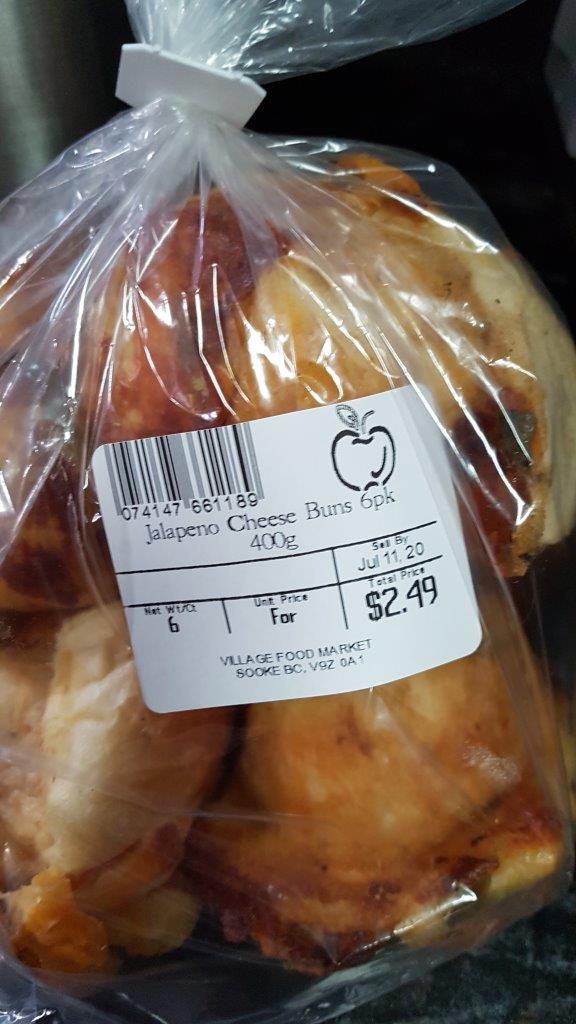 074147 661189
Jalapeno Cheese Buns 6pk
400g
Sell By
Jul 11, 20
Net Wt/Ct
6
Unit Price
For
Total Price
$2.49
VILLAGE FOOD MARKET
SOOKE BC, V9Z 0A1